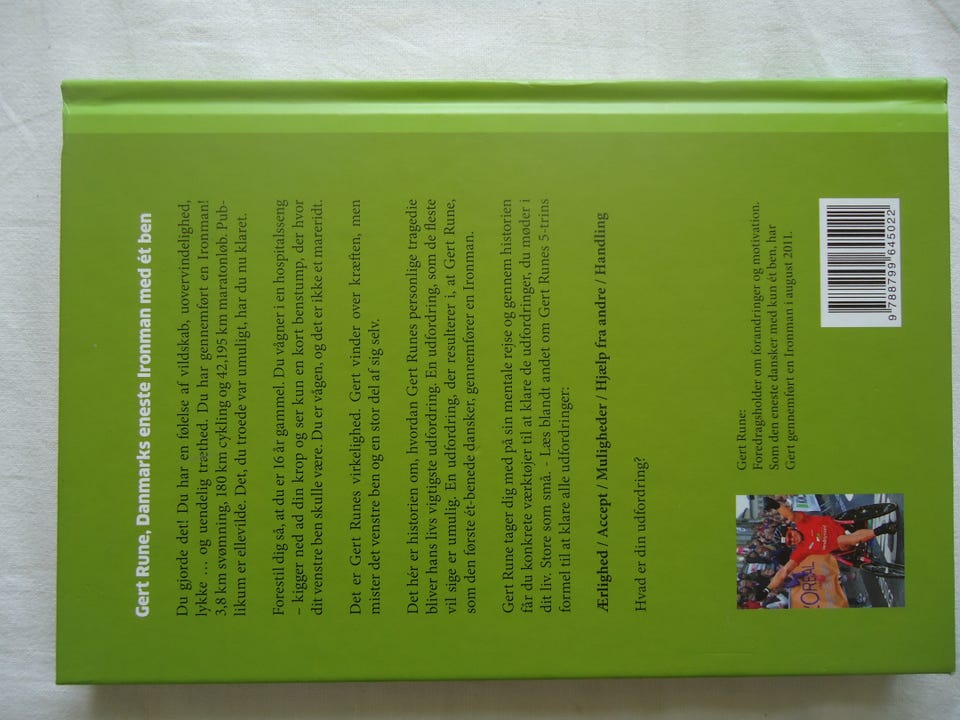 Gert Rune, Danmarks eneste Ironman med ét ben
Du gjorde det! Du har en følelse af vildskab, uovervindelighed,
lykke … og uendelig træthed. Du har gennemført en Ironman!
3,8 km svømning, 180 km cykling og 42,195 km maratonløb. Pub-
likum er ellevilde. Det, du troede var umuligt, har du nu klaret.
Forestil dig så, at du er 16 år gammel. Du vågner i en hospitalsseng
– kigger ned ad din krop og ser kun en kort benstump, der hvor
dit venstre ben skulle være. Du er vågen, og det er ikke et mareridt.
Det er Gert Runes virkelighed. Gert vinder over kræften, men
mister det venstre ben og en stor del af sig selv.
Det hér er historien om, hvordan Gert Runes personlige tragedie
bliver hans livs vigtigste udfordring. En udfordring, som de fleste
vil sige er umulig. En udfordring, der resulterer i, at Gert Rune,
som den første ét-benede dansker, gennemfører en Ironman.
Gert Rune tager dig med på sin mentale rejse og gennem historien
får du konkrete værktøjer til at klare de udfordringer, du møder i
dit liv. Store som små. - Læs blandt andet om Gert Runes 5-trins
formel til at klare alle udfordringer:
Ærlighed / Accept / Muligheder / Hjælp fra andre / Handling
Hvad er din udfordring?
Gert Rune:
Foredragsholder om forandringer og motivation.
Som den eneste dansker med kun ét ben, har
Gert gennemført en Ironman i august 2011.
9 788799 645022